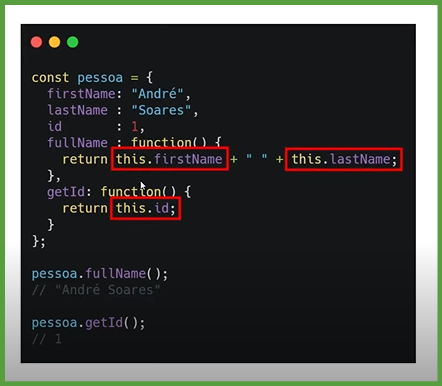 const pessoa = {
  firstName: "André",
  lastName : "Soares",
  id       : 1,
  fullName : function() {
    return this.firstName + " " + this.lastName;
  },
  getId: function() {
    return this.id;
  }
};

pessoa.fullName();
// "André Soares"

pessoa.getId();
// 1